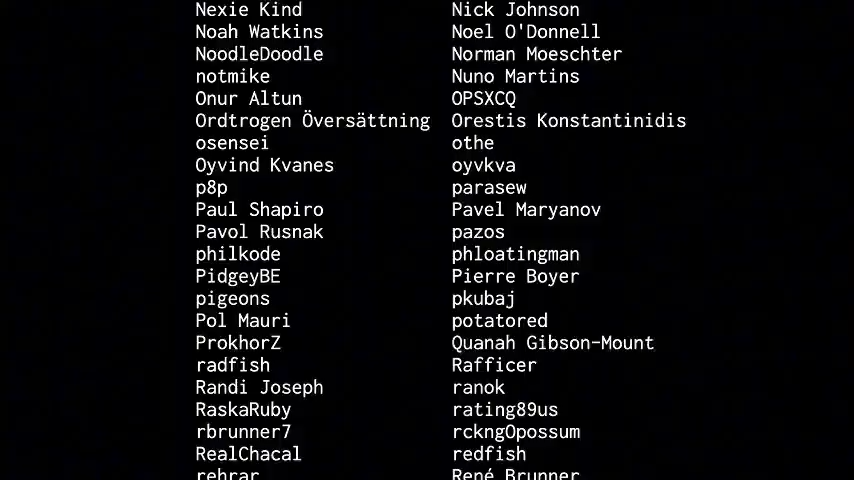 Nexie Kind Nick Johnson
Noah Watkins Noel O'Donnell
NoodleDoodle Norman Moeschter
notmike Nuno Martins
Onur Altun OPSXCQ
Ordtrogen Översättning Orestis Konstantinidis
osensei othe
Oyvind Kvanes oyvkva
p8p parasew
Paul Shapiro Pavel Maryanov
Pavol Rusnak pazos
philkode phloatingman
PidgeyBE Pierre Boyer
pigeons pkubaj
Pol Mauri potatored
ProkhorZ Quanah Gibson-Mount
radfish Rafficer
Randi Joseph ranok
RaskaRuby rating89us
rbrunner7 rckngOpossum
RealChacal redfish
rehrar René Brunner